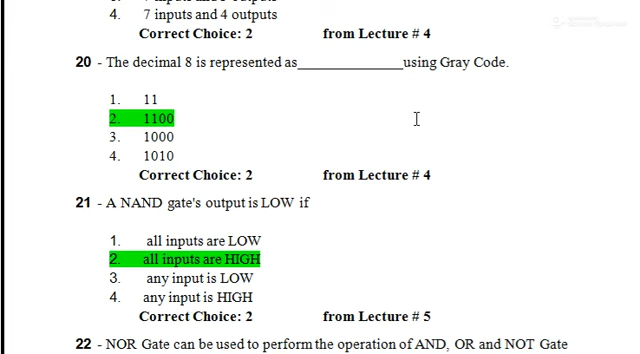 4. 7 inputs and 4 outputs
Correct Choice: 2 from Lecture # 4
20 - The decimal 8 is represented as______________using Gray Code.
1. 11
2. 1100
3. 1000
4. 1010
Correct Choice: 2 from Lecture # 4
21 - A NAND gate's output is LOW if
1. all inputs are LOW
2. all inputs are HIGH
3. any input is LOW
4. any input is HIGH
Correct Choice: 2 from Lecture # 5
22 - NOR Gate can be used to perform the operation of AND, OR and NOT Gate